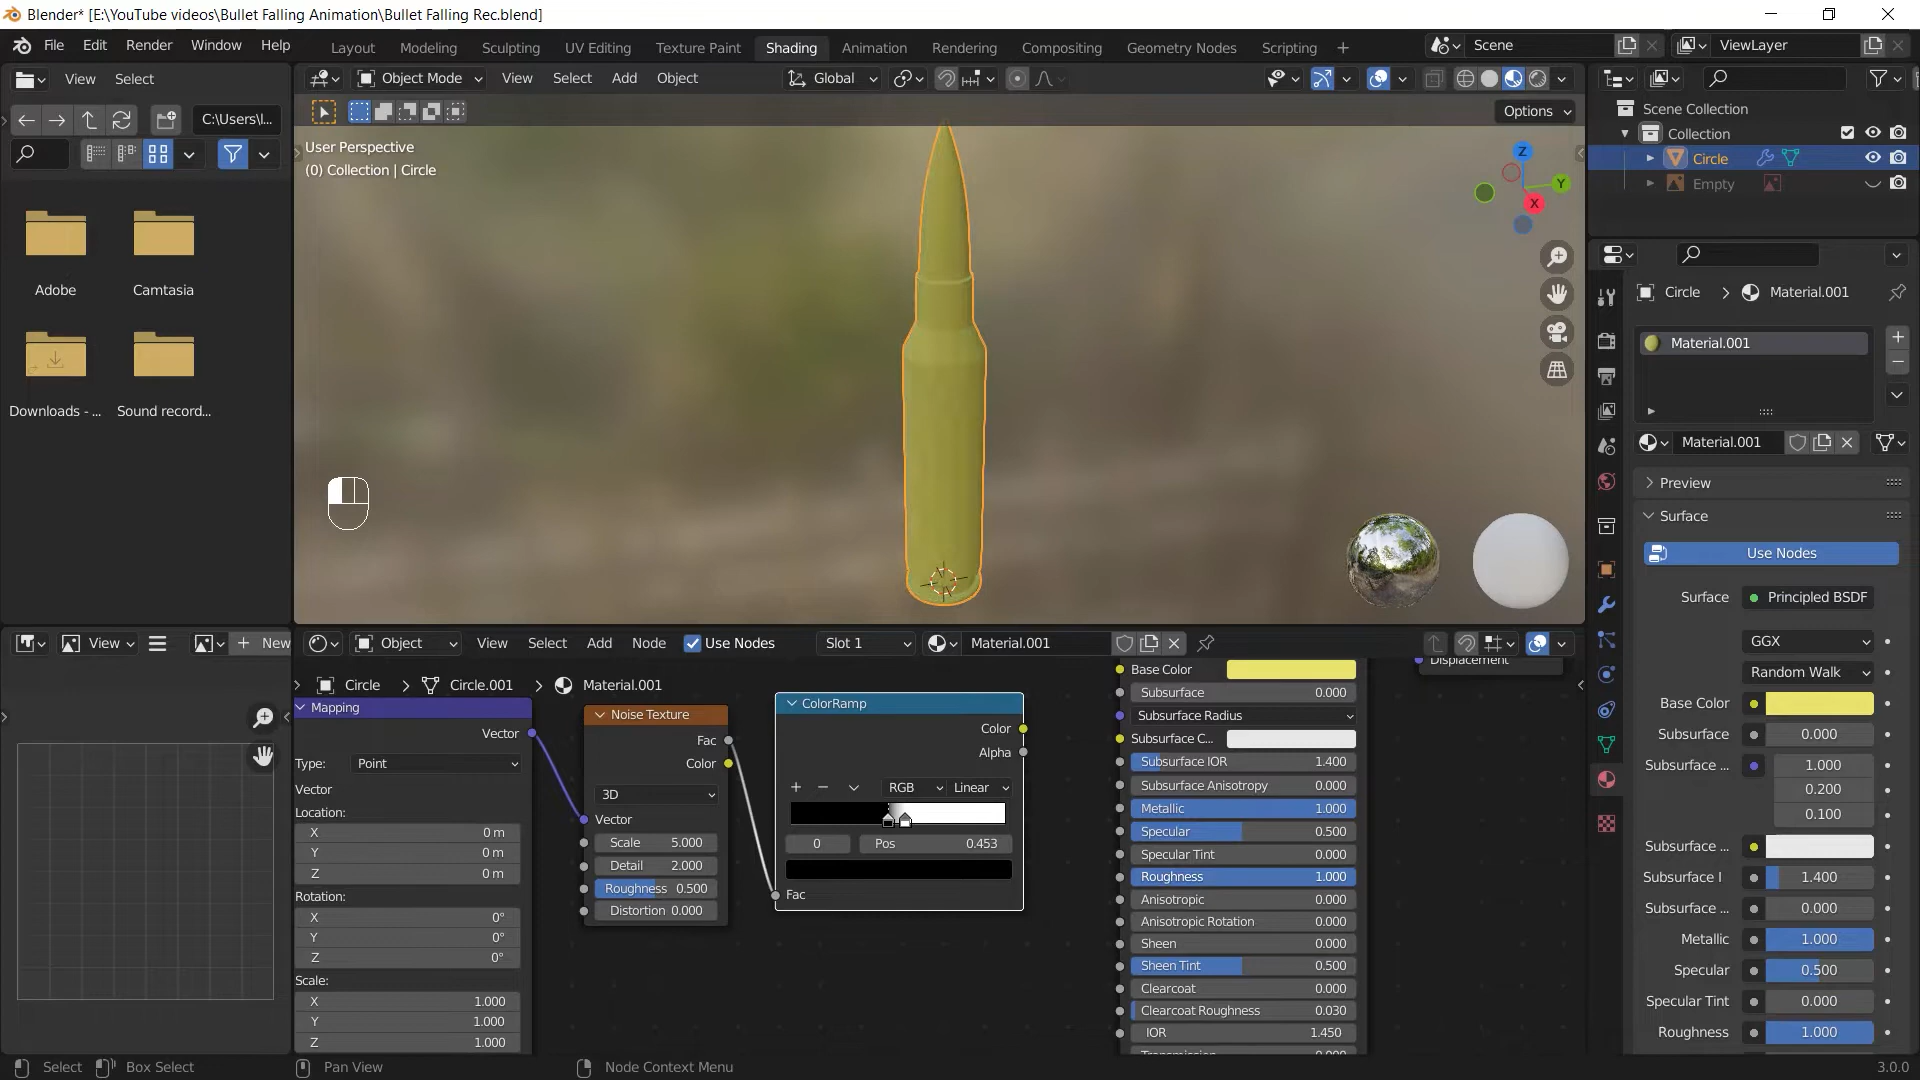 Blender* [E:\YouTube videos\Bullet Falling Animation\Bullet Falling Rec.blend]
File Edit Render Window Help Layout Modeling Sculpting UV Editing Texture Paint Shading Animation Rendering Compositing Geometry Nodes Scripting Scene ViewLayer
View Select
Object Mode View Select Add Object Global
C:\Users\l...
Options
User Perspective
(0) Collection | Circle
Z
Y
X
Adobe
Camtasia
Downloads - ...
Sound record...
Scene Collection
Collection
Circle
Empty
Circle
Material.001
Material.001
Material.001
Preview
Surface
Use Nodes
Surface Principled BSDF
GGX
Random Walk
Base Color
Subsurface 0.000
Subsurface ... 1.000
0.200
0.100
Subsurface ...
Subsurface I 1.400
Subsurface ... 0.000
Metallic 1.000
Specular 0.500
Specular Tint 0.000
Roughness 1.000
View New
Object View Select Add Node Use Nodes Slot 1 Material.001
Circle Circle.001 Material.001
Mapping
Vector
Type: Point
Vector
Location:
X 0 m
Y 0 m
Z 0 m
Rotation:
X 0°
Y 0°
Z 0°
Scale:
X 1.000
Y 1.000
Z 1.000
Noise Texture
Fac
Color
3D
Vector
Scale 5.000
Detail 2.000
Roughness 0.500
Distortion 0.000
ColorRamp
Color
Alpha
RGB Linear
0 Pos 0.453
Fac
Base Color
Subsurface 0.000
Subsurface Radius
Subsurface C...
Subsurface IOR 1.400
Subsurface Anisotropy 0.000
Metallic 1.000
Specular 0.500
Specular Tint 0.000
Roughness 1.000
Anisotropic 0.000
Anisotropic Rotation 0.000
Sheen 0.000
Sheen Tint 0.500
Clearcoat 0.000
Clearcoat Roughness 0.030
IOR 1.450
Transmission 0.000
Displacement
Select Box Select Pan View Node Context Menu 3.0.0